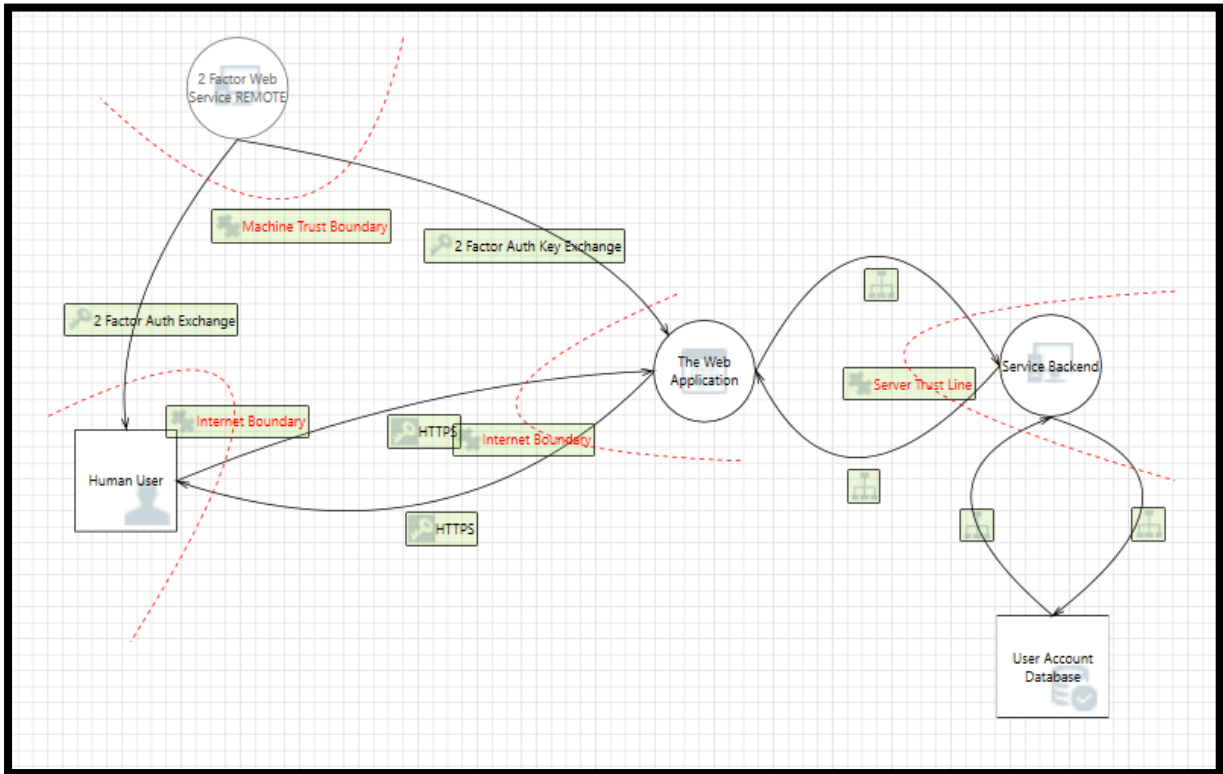 2 Factor Web
Service REMOTE
Machine Trust Boundary
2 Factor Auth Key Exchange
2 Factor Auth Exchange
The Web
Application
Service Backend
Server Trust Line
Internet Boundary
HTTPS
Internet Boundary
Human User
HTTPS
User Account
Database